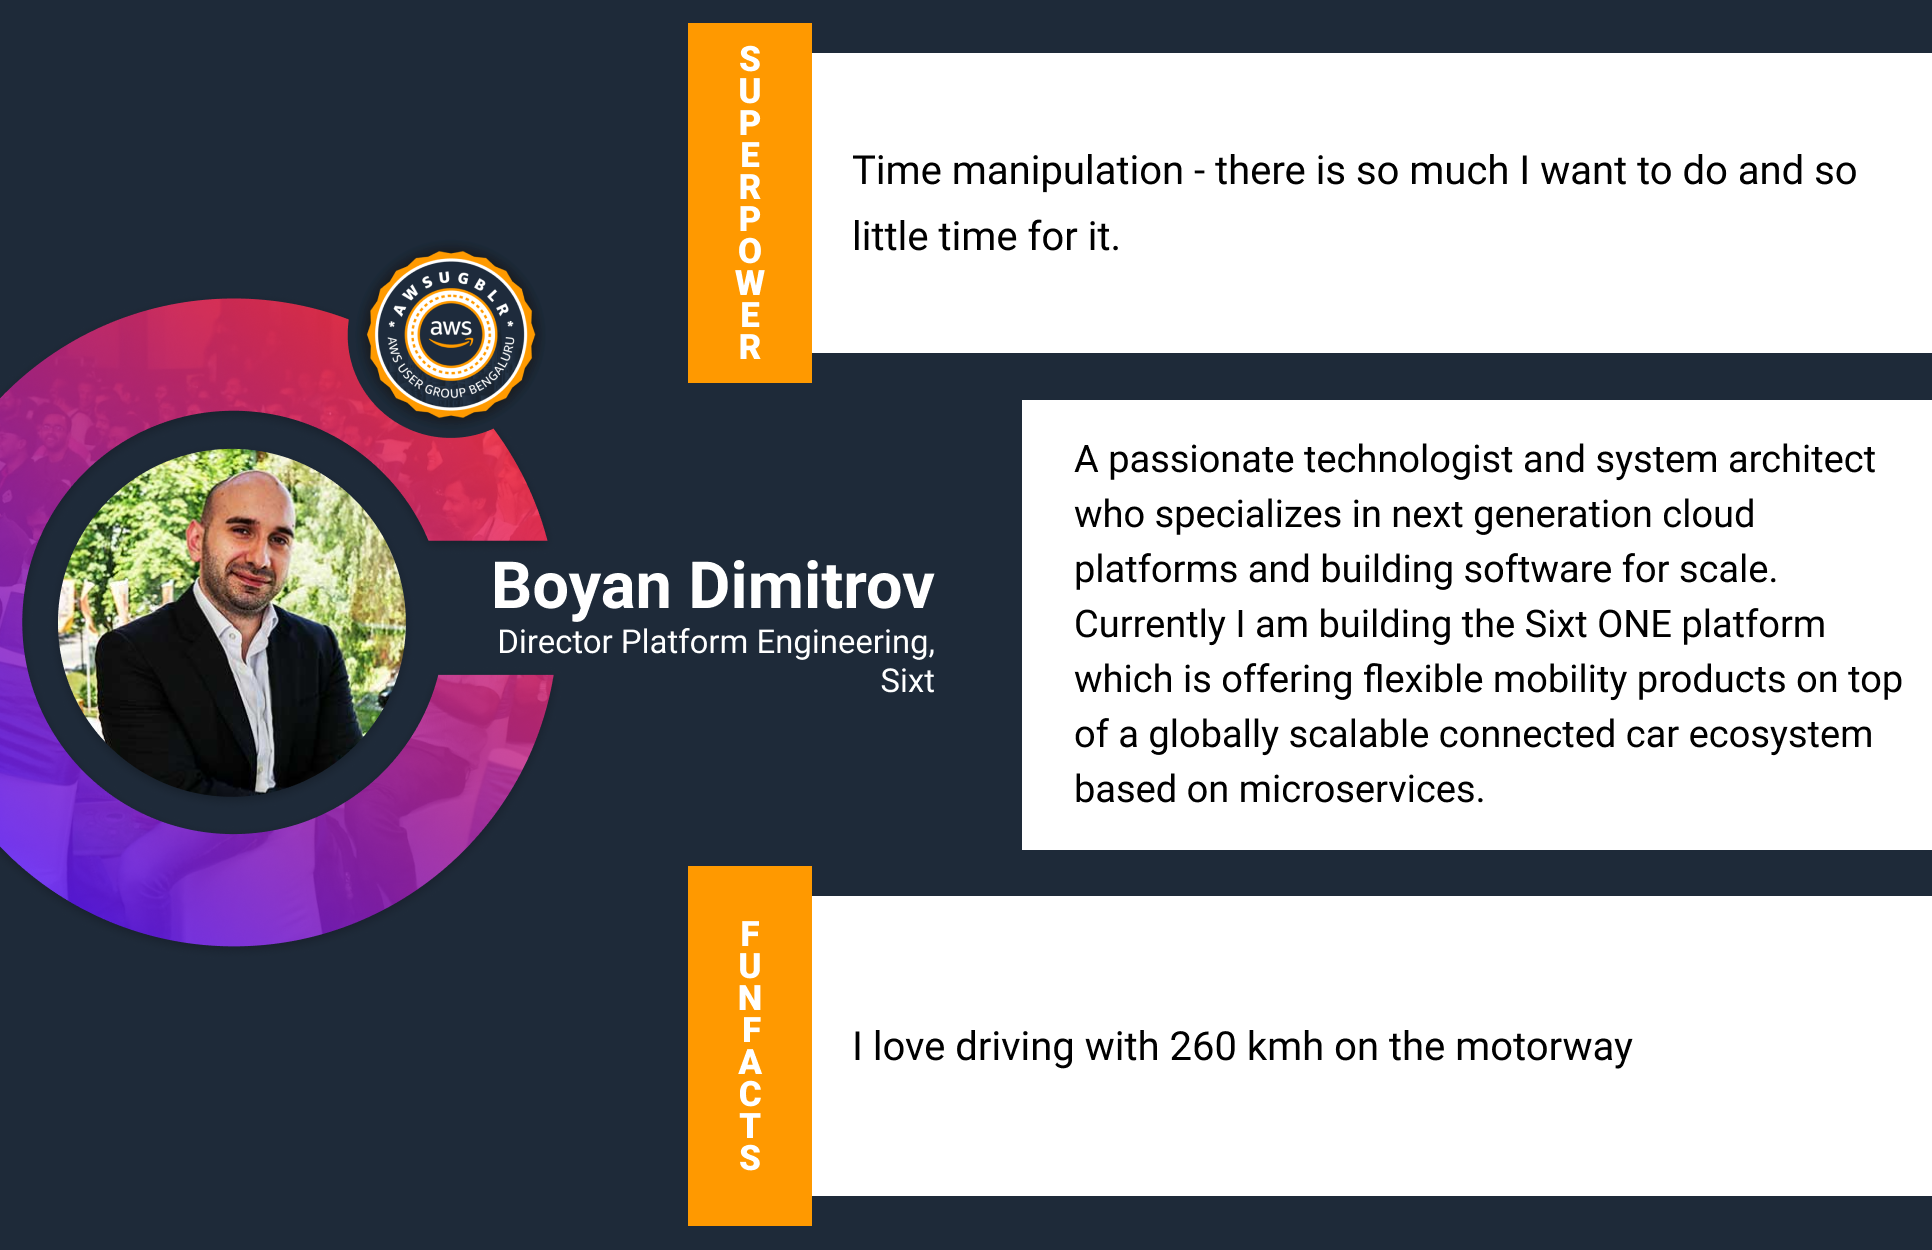 SUPERPOWER
Time manipulation - there is so much I want to do and so
little time for it.
AWSUGBLR
aws
* AWS USER GROUP BENGALURU *
Boyan Dimitrov
Director Platform Engineering,
Sixt
A passionate technologist and system architect
who specializes in next generation cloud
platforms and building software for scale.
Currently I am building the Sixt ONE platform
which is offering flexible mobility products on top
of a globally scalable connected car ecosystem
based on microservices.
FUNFACTS
I love driving with 260 kmh on the motorway